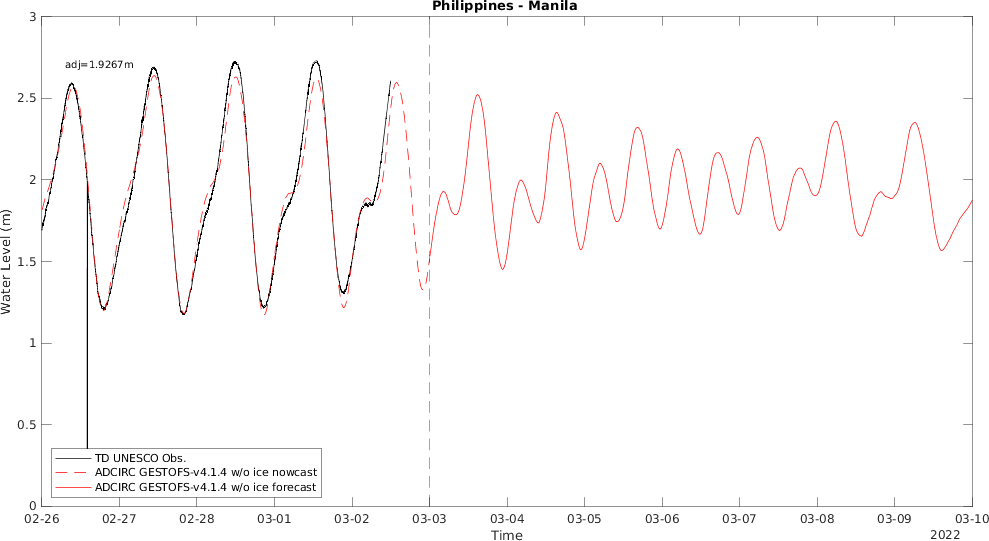 Philippines - Manila
adj=1.9267m
3
2.5
2
1.5
1
0.5
0
Water Level (m)
TD UNESCO Obs.
ADCIRC GESTOFS-v4.1.4 w/o ice nowcast
ADCIRC GESTOFS-v4.1.4 w/o ice forecast
02-26 02-27 02-28 03-01 03-02 03-03 03-04 03-05 03-06 03-07 03-08 03-09 03-10
Time
2022